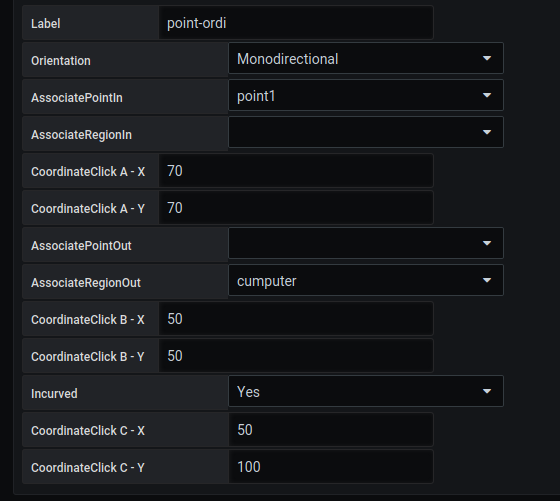 Label point-ordi
Orientation Monodirectional
AssociatePointIn point1
AssociateRegionIn
CoordinateClick A - X 70
CoordinateClick A - Y 70
AssociatePointOut
AssociateRegionOut cumputer
CoordinateClick B - X 50
CoordinateClick B - Y 50
Incurved Yes
CoordinateClick C - X 50
CoordinateClick C - Y 100